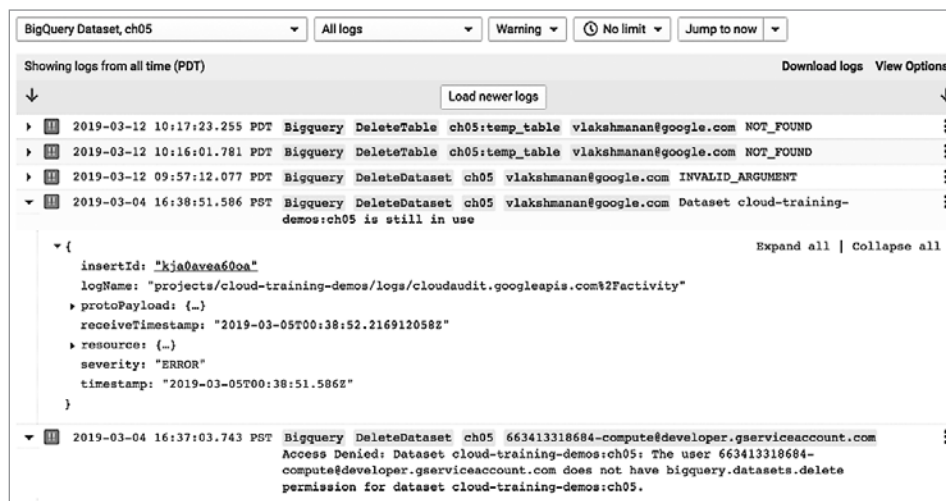 BigQuery Dataset, ch05 All logs Warning No limit Jump to now
Showing logs from all time (PDT) Download logs View Options
Load newer logs
2019-03-12 10:17:23.255 PDT Bigquery DeleteTable ch05:temp_table vlakshmanan@google.com NOT_FOUND
2019-03-12 10:16:01.781 PDT Bigquery DeleteTable ch05:temp_table vlakshmanan@google.com NOT_FOUND
2019-03-12 09:57:12.077 PDT Bigquery DeleteDataset ch05 vlakshmanan@google.com INVALID_ARGUMENT
2019-03-04 16:38:51.586 PST Bigquery DeleteDataset ch05 vlakshmanan@google.com Dataset cloud-training-
demos:ch05 is still in use
{ Expand all | Collapse all
insertId: "kja0avea60oa"
logName: "projects/cloud-training-demos/logs/cloudaudit.googleapis.com%2Factivity"
protoPayload: {…}
receiveTimestamp: "2019-03-05T00:38:52.216912058Z"
resource: {…}
severity: "ERROR"
timestamp: "2019-03-05T00:38:51.586Z"
}
2019-03-04 16:37:03.743 PST Bigquery DeleteDataset ch05 663413318684-compute@developer.gserviceaccount.com
Access Denied: Dataset cloud-training-demos:ch05: The user 663413318684-
compute@developer.gserviceaccount.com does not have bigquery.datasets.delete
permission for dataset cloud-training-demos:ch05.